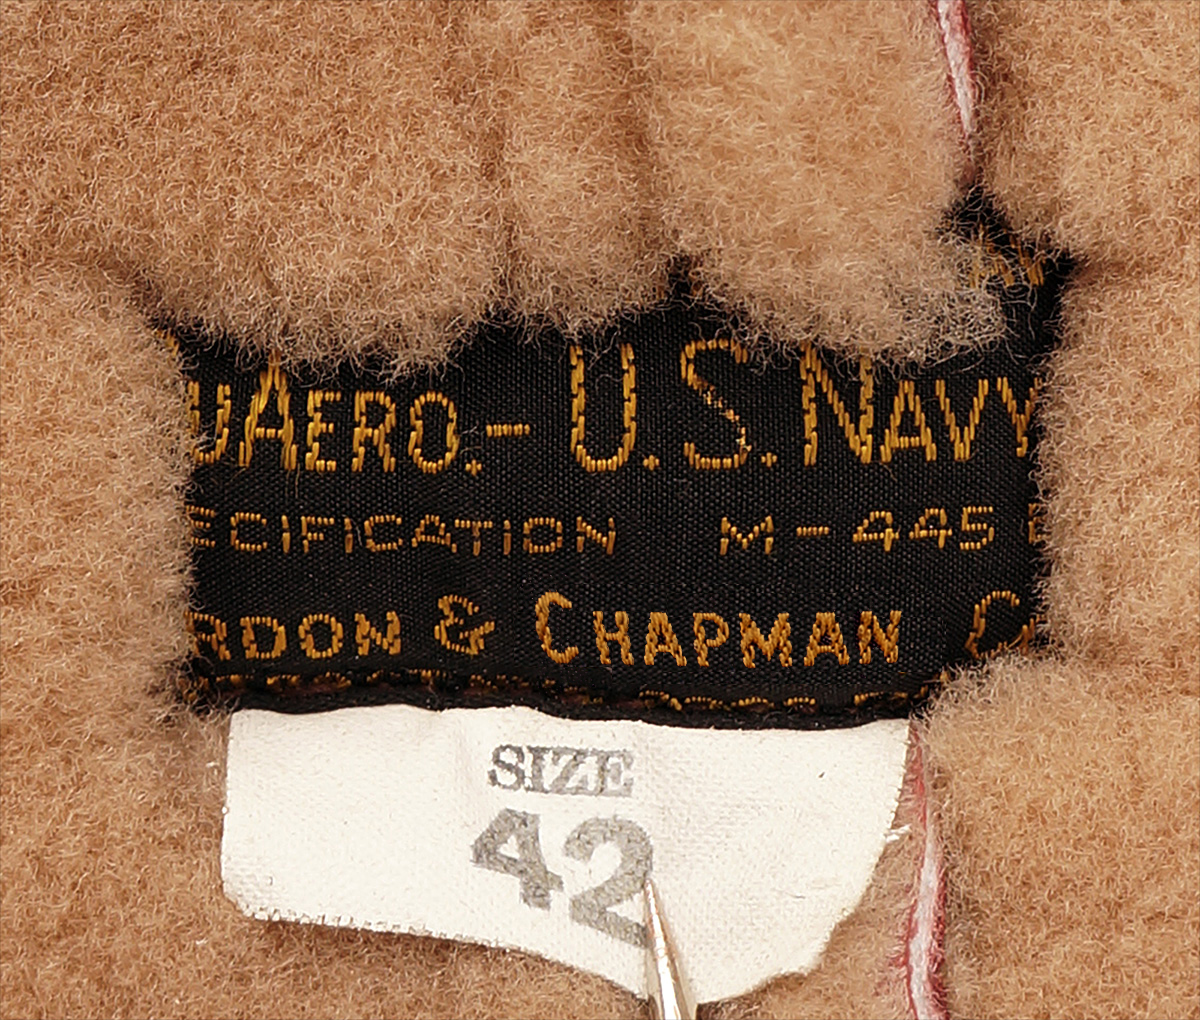 UAERO.- U.S. NAVY
ECIFICATION M-445
RDON & CHAPMAN
SIZE
42